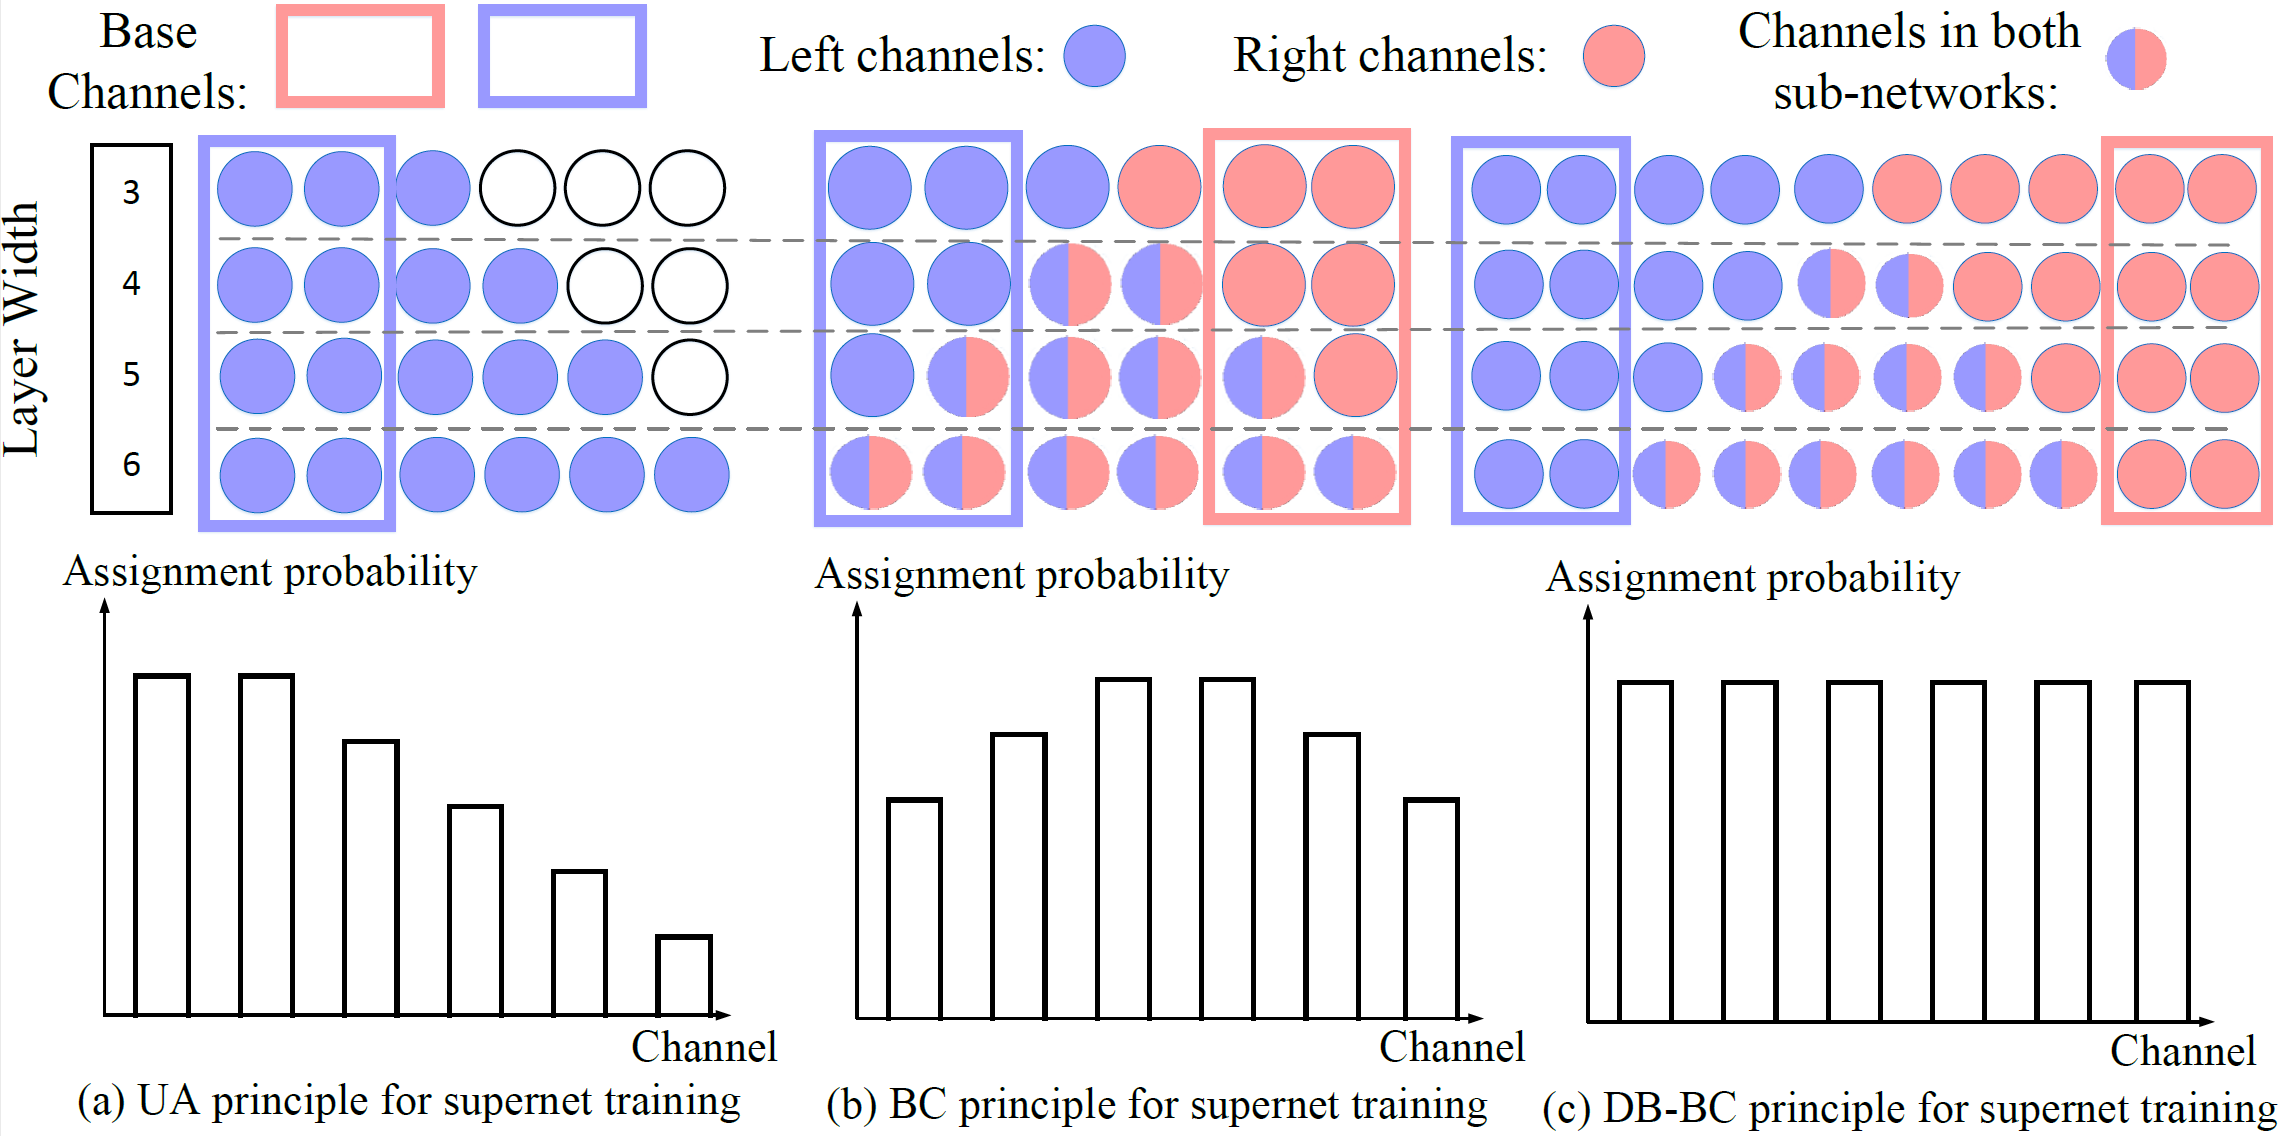 Base
Channels:
Left channels:
Right channels:
Channels in both
sub-networks:
Layer Width
3
4
5
6
Assignment probability
Assignment probability
Assignment probability
Channel
Channel
Channel
(a) UA principle for supernet training
(b) BC principle for supernet training
(c) DB-BC principle for supernet training